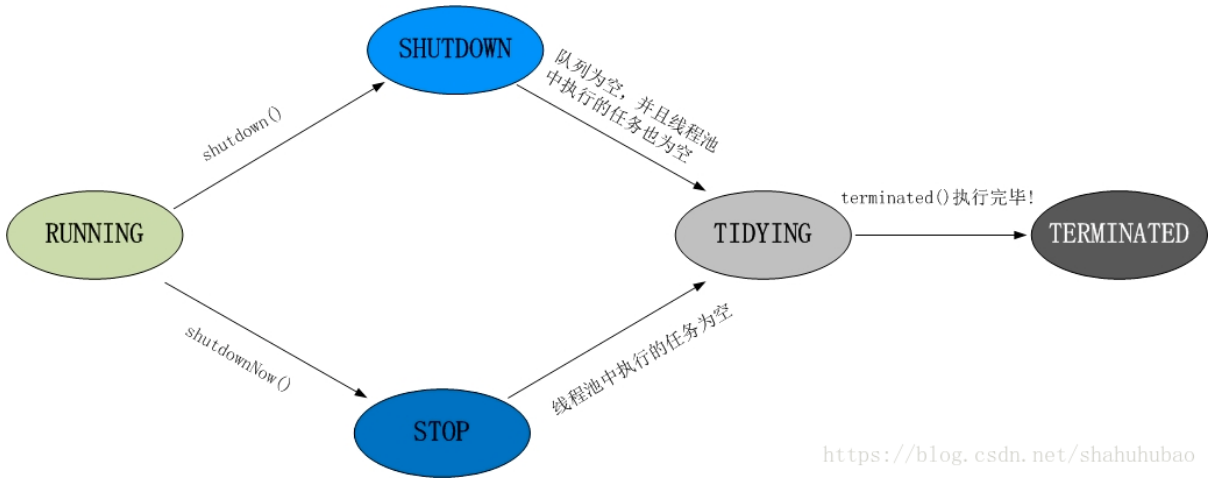 SHUTDOWN
队列为空，并且线程池
中执行的任务也为空
shutdown()
RUNNING
TIDYING
terminated()执行完毕!
TERMINATED
shutdownNow()
线程池中执行的任务为空
STOP
https://blog.csdn.net/shahuhubao